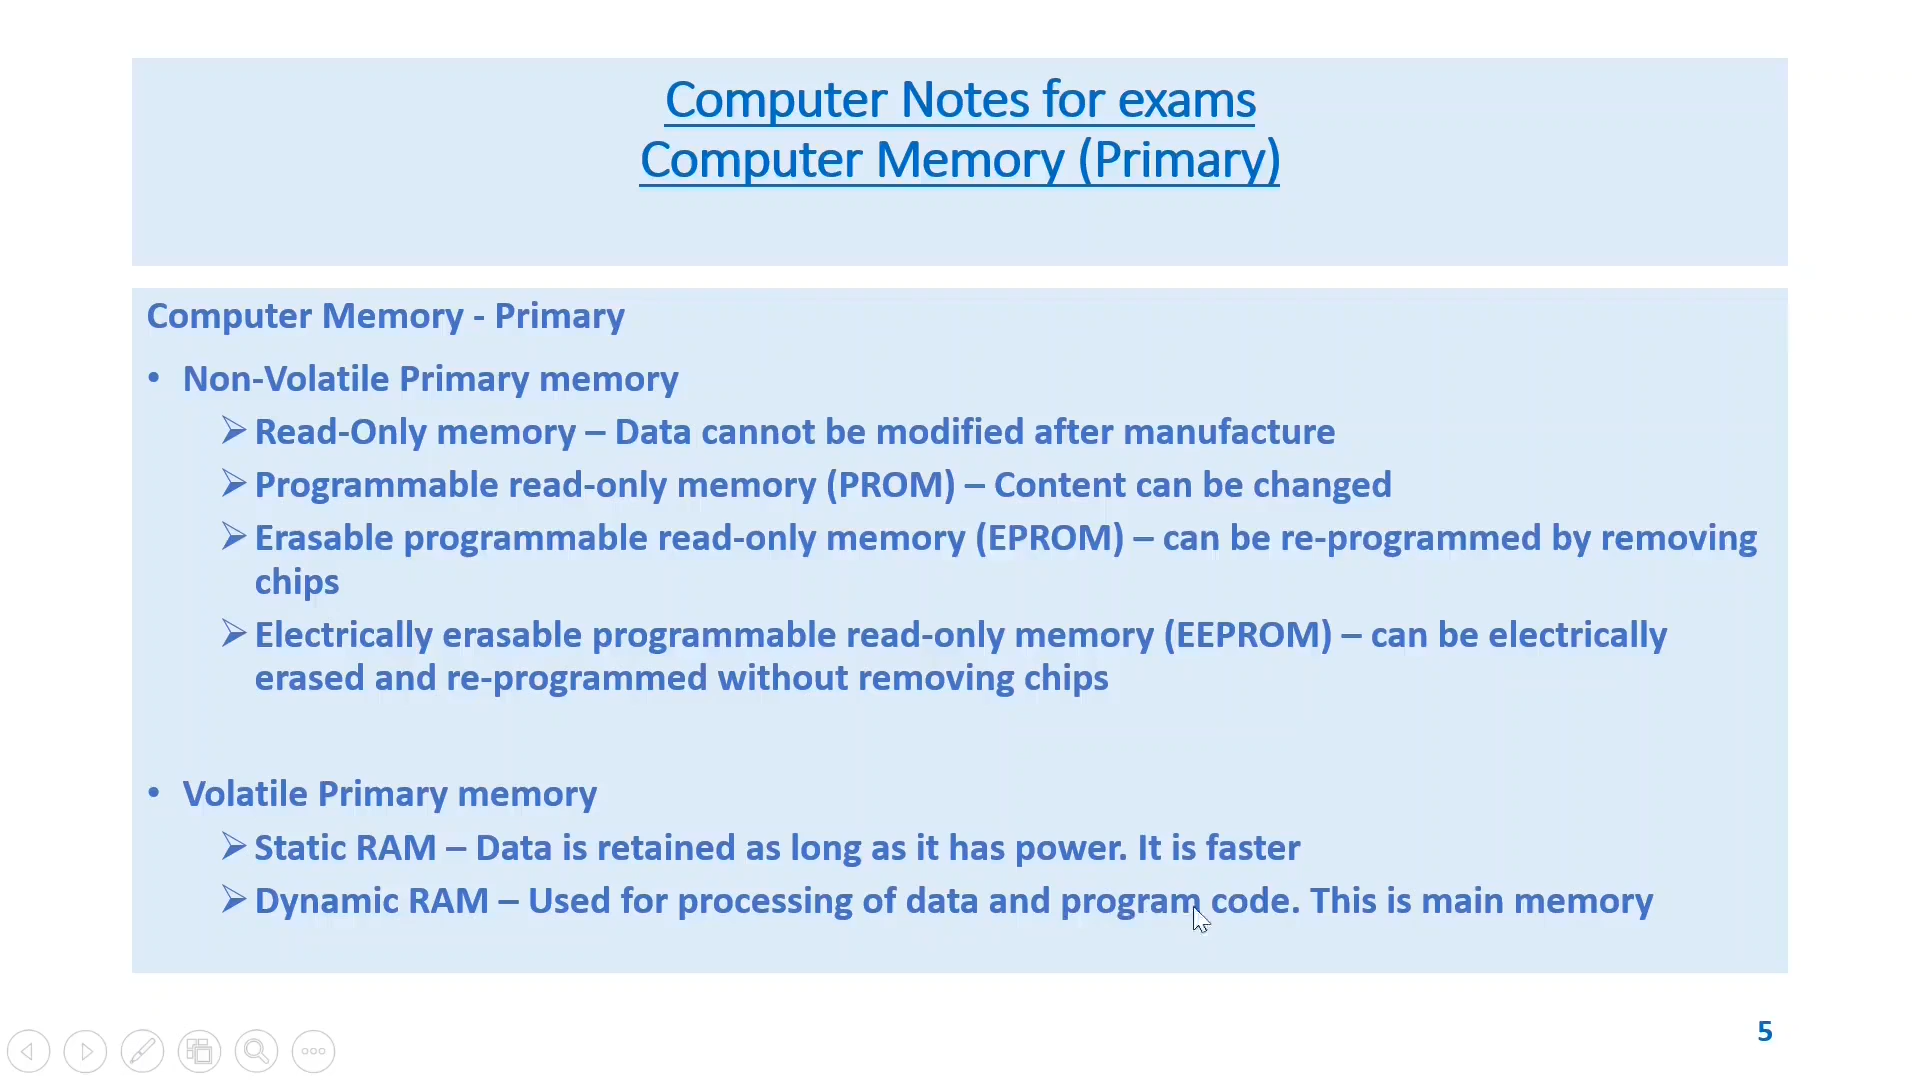 Computer Notes for exams
Computer Memory (Primary)
Computer Memory - Primary
• Non-Volatile Primary memory
➢ Read-Only memory – Data cannot be modified after manufacture
➢ Programmable read-only memory (PROM) – Content can be changed
➢ Erasable programmable read-only memory (EPROM) – can be re-programmed by removing
chips
➢ Electrically erasable programmable read-only memory (EEPROM) – can be electrically
erased and re-programmed without removing chips
• Volatile Primary memory
➢ Static RAM – Data is retained as long as it has power. It is faster
➢ Dynamic RAM – Used for processing of data and program code. This is main memory
5